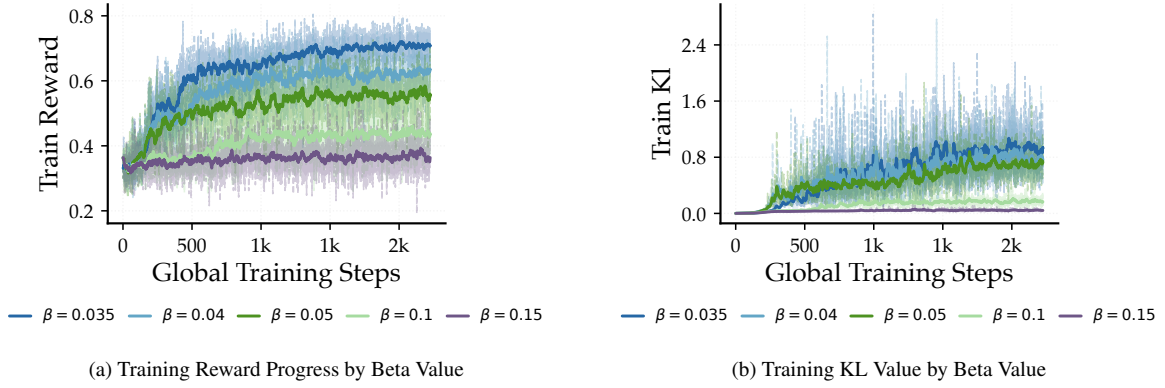 0.8
0.6
0.4
0.2
Train Reward
0 500 1k 1k 2k
Global Training Steps
β = 0.035 β = 0.04 β = 0.05 β = 0.1 β = 0.15
(a) Training Reward Progress by Beta Value
2.4
1.6
0.8
0.0
Train Kl
0 500 1k 1k 2k
Global Training Steps
β = 0.035 β = 0.04 β = 0.05 β = 0.1 β = 0.15
(b) Training KL Value by Beta Value